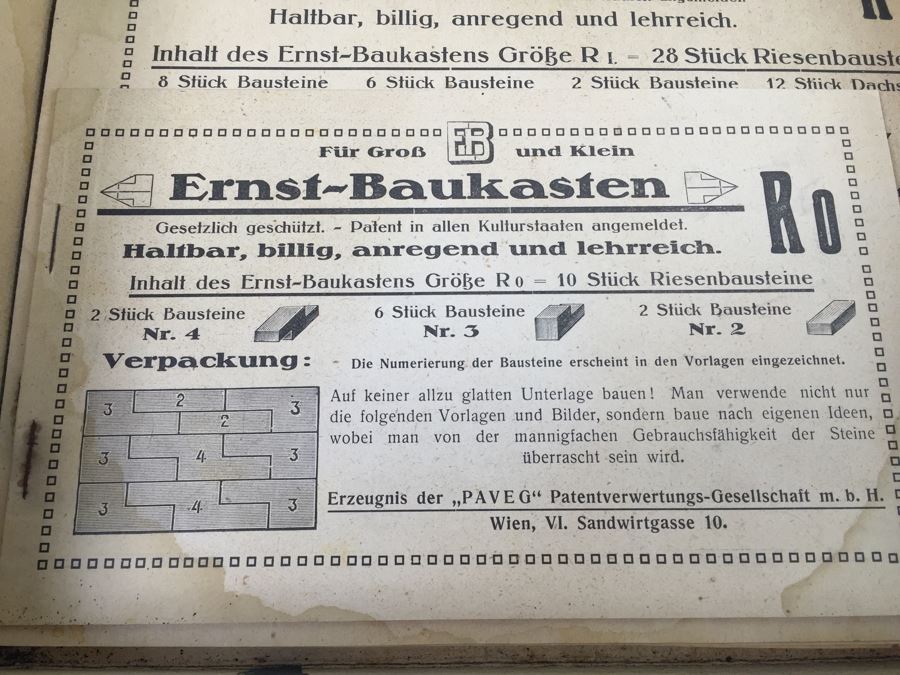 Haltbar, billig, anregend und lehrreich.
Inhalt des Ernst-Baukastens Größe R I. = 28 Stück
8 Stück Bausteine 6 Stück Bausteine 2 Stück Bausteine 12 Stück
EB
Für Groß und Klein
Ernst-Baukasten
R0
Gesetzlich geschützt. - Patent in allen Kulturstaaten angemeldet.
Haltbar, billig, anregend und lehrreich.
Inhalt des Ernst-Baukastens Größe R0 = 10 Stück Riesenbausteine
2 Stück Bausteine 6 Stück Bausteine 2 Stück Bausteine
Nr. 4 Nr. 3 Nr. 2
Verpackung: - Die Numerierung der Bausteine erscheint in den Vorlagen eingezeichnet.
3 2 3
2
3 4 3
3 4 3
Auf keiner allzu glatten Unterlage bauen! Man verwende nicht nur
die folgenden Vorlagen und Bilder, sondern baue nach eigenen Ideen,
wobei man von der mannigfachen Gebrauchsfähigkeit der Steine
überrascht sein wird.
Erzeugnis der „PAVEG“ Patentverwertungs-Gesellschaft m. b. H.
Wien, VI. Sandwirtgasse 10.